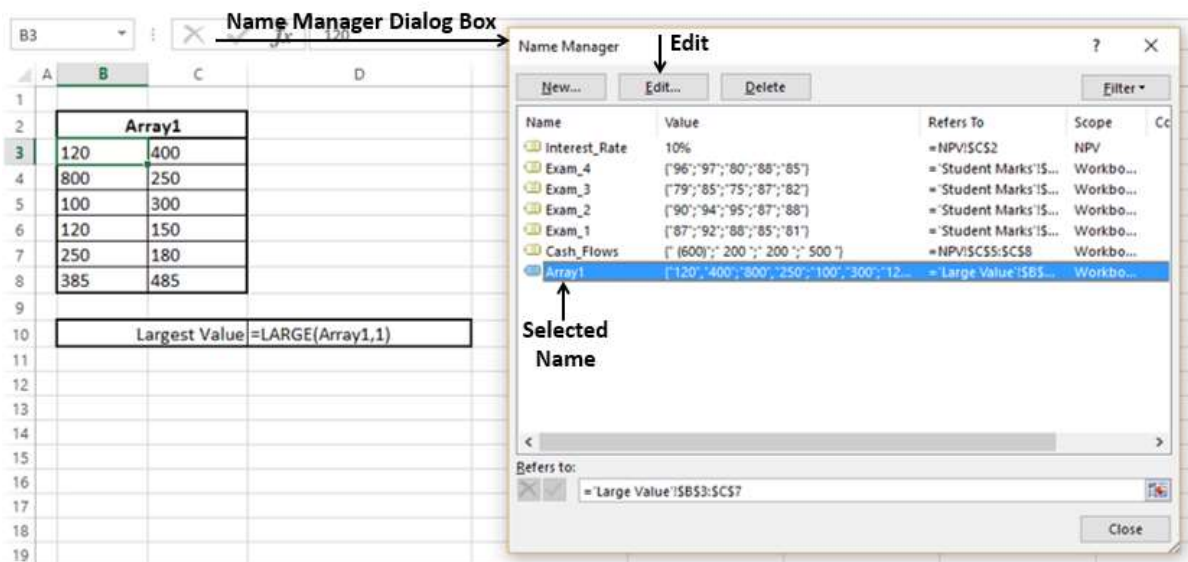 Name Manager Dialog Box
B3
fx 120
A B C D
1
2 Array1
3 120 400
4 800 250
5 100 300
6 120 150
7 250 180
8 385 485
9
10 Largest Value =LARGE(Array1,1)
11
12
13
14
15
16
17
18
19
Name Manager ? ×
Edit
New... Edit... Delete Filter
Name Value Refers To Scope Cc
Interest_Rate 10% =NPV!$C$2 NPV
Exam_4 {"96";"97";"80";"88";"85"} ='Student Marks'!$... Workbo...
Exam_3 {"79";"85";"75";"87";"82"} ='Student Marks'!$... Workbo...
Exam_2 {"90";"94";"95";"87";"88"} ='Student Marks'!$... Workbo...
Exam_1 {"87";"92";"88";"85";"81"} ='Student Marks'!$... Workbo...
Cash_Flows {" (600)";" 200 ";" 200 ";" 500 "} =NPV!$C$5:$C$8 Workbo...
Array1 {"120","400";"800","250";"100","300";"12... ='Large Value'!$B$... Workbo...
Selected
Name
Refers to:
='Large Value'!$B$3:$C$7
Close